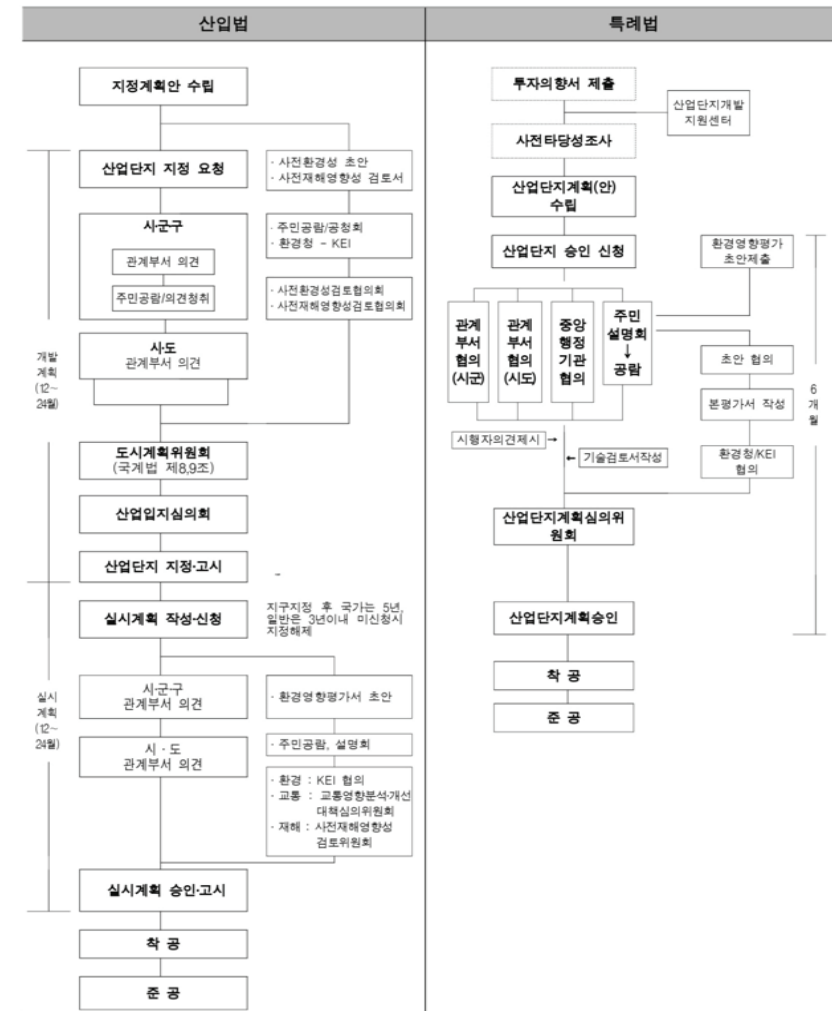 산입법
특례법
지정계획안 수립
산업단지 지정 요청
· 사전환경성 초안
· 사전재해영향성 검토서
시·군·구
관계부서 의견
주민공람/의견청취
· 주민공람/공청회
· 환경청 - KEI
· 사전환경성검토협의회
· 사전재해영향성검토협의회
시·도
관계부서 의견
개발
계획
(12~
24월)
도시계획위원회
(국계법 제8,9조)
산업입지심의회
산업단지 지정·고시
-
실시계획 작성·신청
지구지정 후 국가는 5년,
일반은 3년이내 미신청시
지정해제
시·군·구
관계부서 의견
· 환경영향평가서 초안
실시
계획
(12~
24월)
시 · 도
관계부서 의견
· 주민공람, 설명회
· 환경 : KEI 협의
· 교통 : 교통영향분석·개선
대책심의위원회
· 재해 : 사전재해영향성
검토위원회
실시계획 승인·고시
착 공
준 공
투자의향서 제출
산업단지개발
지원센터
사전타당성조사
산업단지계획(안)
수립
산업단지 승인 신청
환경영향평가
초안제출
관계
부서
협의
(시군)
관계
부서
협의
(시도)
중앙
행정
기관
협의
주민
설명회
↓
공람
초안 협의
본평가서 작성
환경청/KEI
협의
6
개
월
시행자의견제시 →
← 기술검토서작성
산업단지계획심의위
원회
산업단지계획승인
착 공
준 공